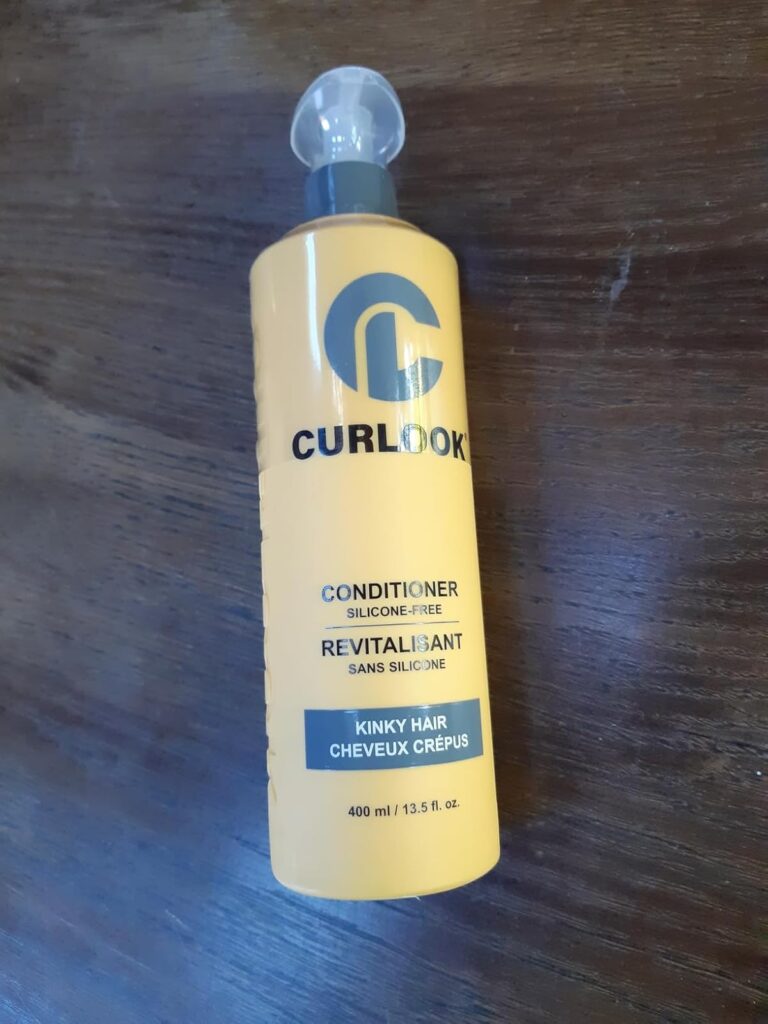 CURLOOK®
CONDITIONER
SILICONE-FREE
REVITALISANT
SANS SILICONE
KINKY HAIR
CHEVEUX CRÉPUS
400 ml / 13.5 fl. oz.